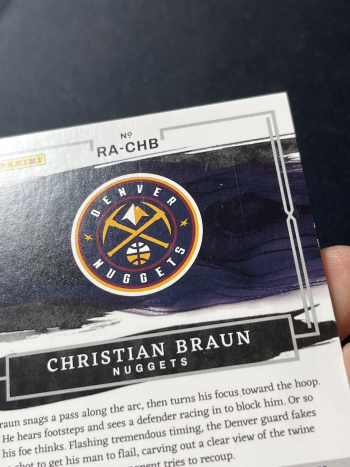 PANINI
Nº
RA-CHB
DENVER
NUGGETS
CHRISTIAN BRAUN
NUGGETS
raun snags a pass along the arc, then turns his focus toward the hoop.
He hears footsteps and sees a defender racing in to block him. Or so
his foe thinks. Flashing tremendous timing, the Denver guard fakes
shot to get his man to flail, carving out a clear view of the twine
onent tries to recoup.